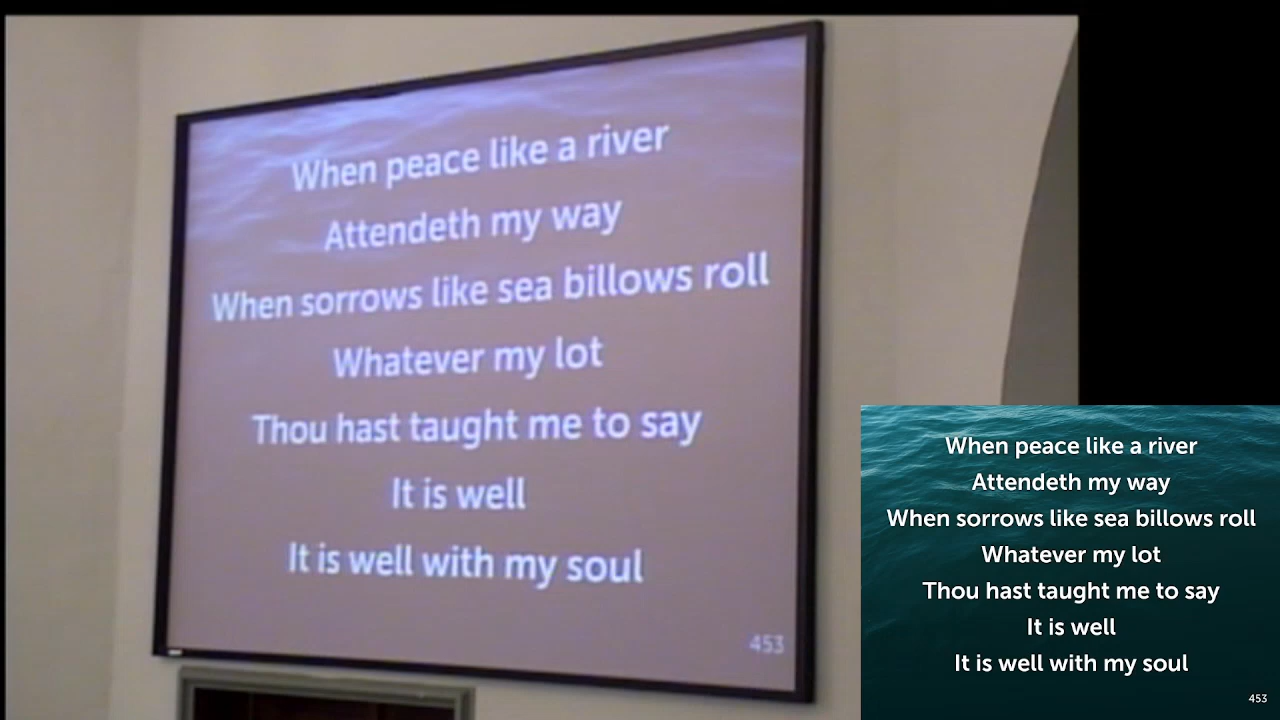 When peace like a river
Attendeth my way
When sorrows like sea billows roll
Whatever my lot
Thou hast taught me to say
It is well
It is well with my soul
453
When peace like a river
Attendeth my way
When sorrows like sea billows roll
Whatever my lot
Thou hast taught me to say
It is well
It is well with my soul
453